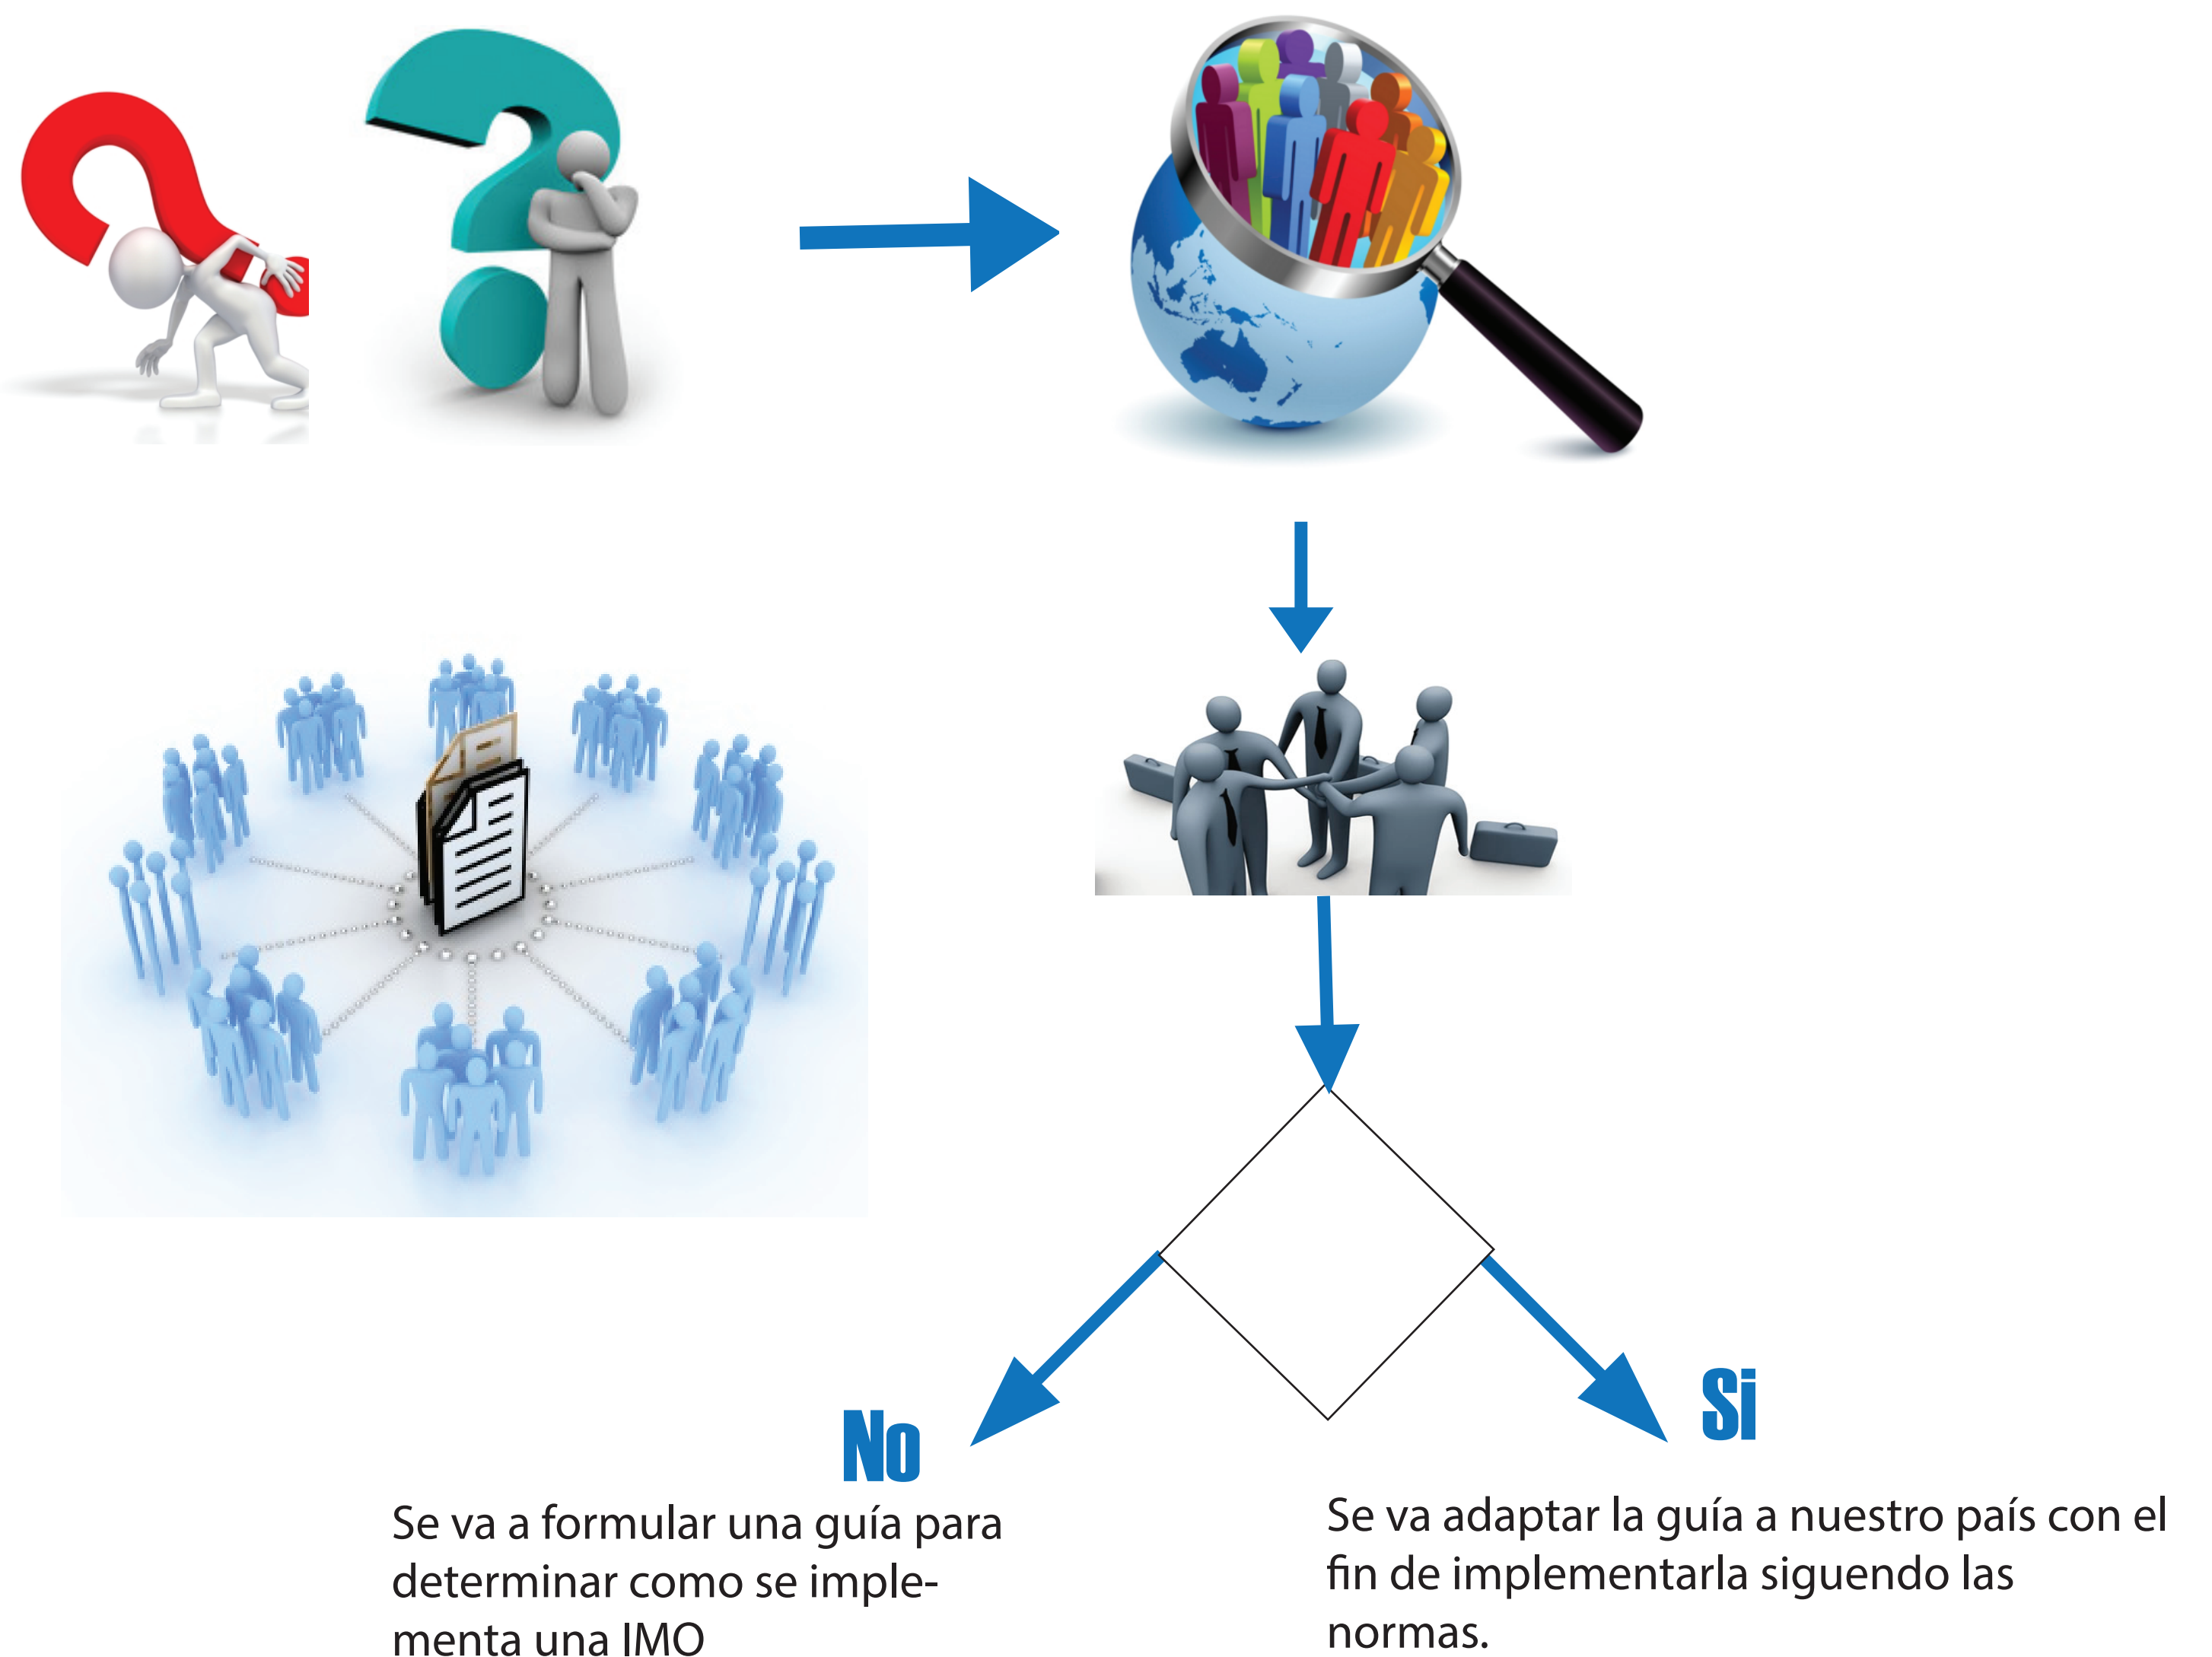 No
Se va a formular una guía para
determinar como se imple-
menta una IMO
Si
Se va adaptar la guía a nuestro país con el
fin de implementarla siguendo las
normas.